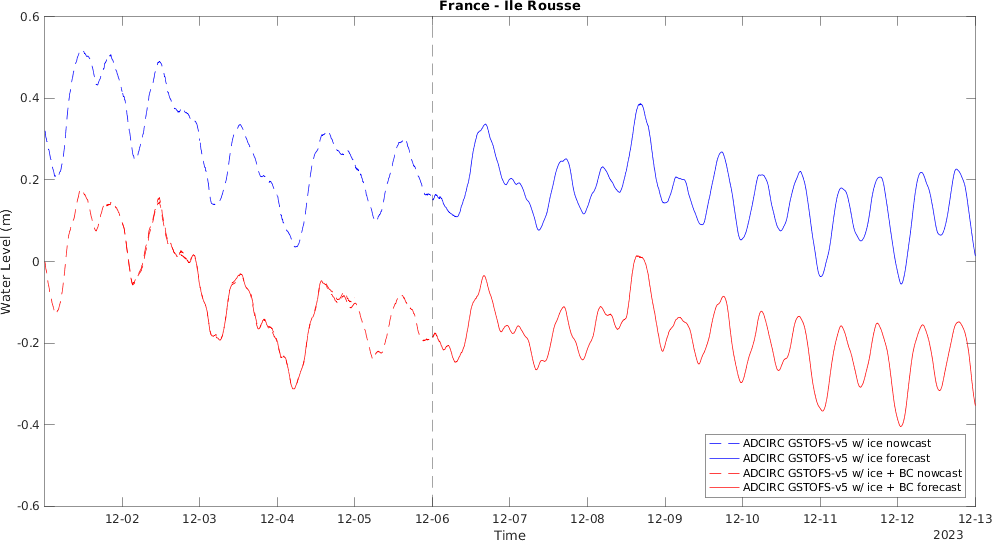 France - Ile Rousse
0.6
0.4
0.2
0
-0.2
-0.4
-0.6
Water Level (m)
ADCIRC GSTOFS-v5 w/ ice nowcast
ADCIRC GSTOFS-v5 w/ ice forecast
ADCIRC GSTOFS-v5 w/ ice + BC nowcast
ADCIRC GSTOFS-v5 w/ ice + BC forecast
12-02 12-03 12-04 12-05 12-06 12-07 12-08 12-09 12-10 12-11 12-12 12-13
Time
2023